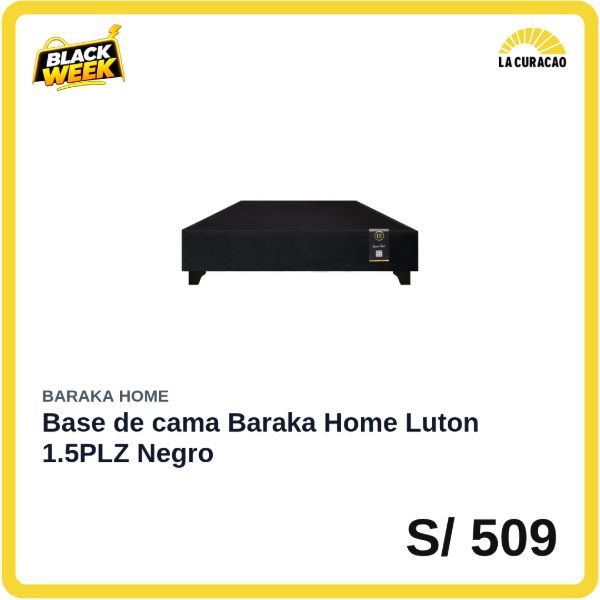 BLACK
WEEK
LA CURACAO
BARAKA HOME
Base de cama Baraka Home Luton
1.5PLZ Negro
S/ 509